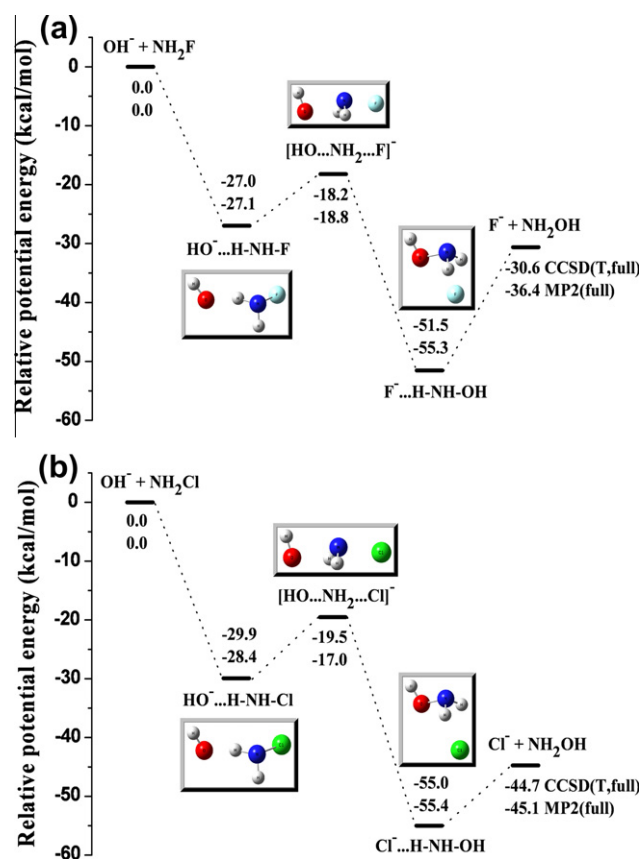 (a)
Relative potential energy (kcal/mol)
0
-10
-20
-30
-40
-50
-60
OH⁻ + NH₂F
0.0
0.0
-27.0
-27.1
HO⁻...H-NH-F
[HO...NH₂...F]⁻
-18.2
-18.8
-51.5
-55.3
F⁻...H-NH-OH
F⁻ + NH₂OH
-30.6 CCSD(T,full)
-36.4 MP2(full)
(b)
Relative potential energy (kcal/mol)
0
-10
-20
-30
-40
-50
-60
OH⁻ + NH₂Cl
0.0
0.0
-29.9
-28.4
HO⁻...H-NH-Cl
[HO...NH₂...Cl]⁻
-19.5
-17.0
-55.0
-55.4
Cl⁻...H-NH-OH
Cl⁻ + NH₂OH
-44.7 CCSD(T,full)
-45.1 MP2(full)